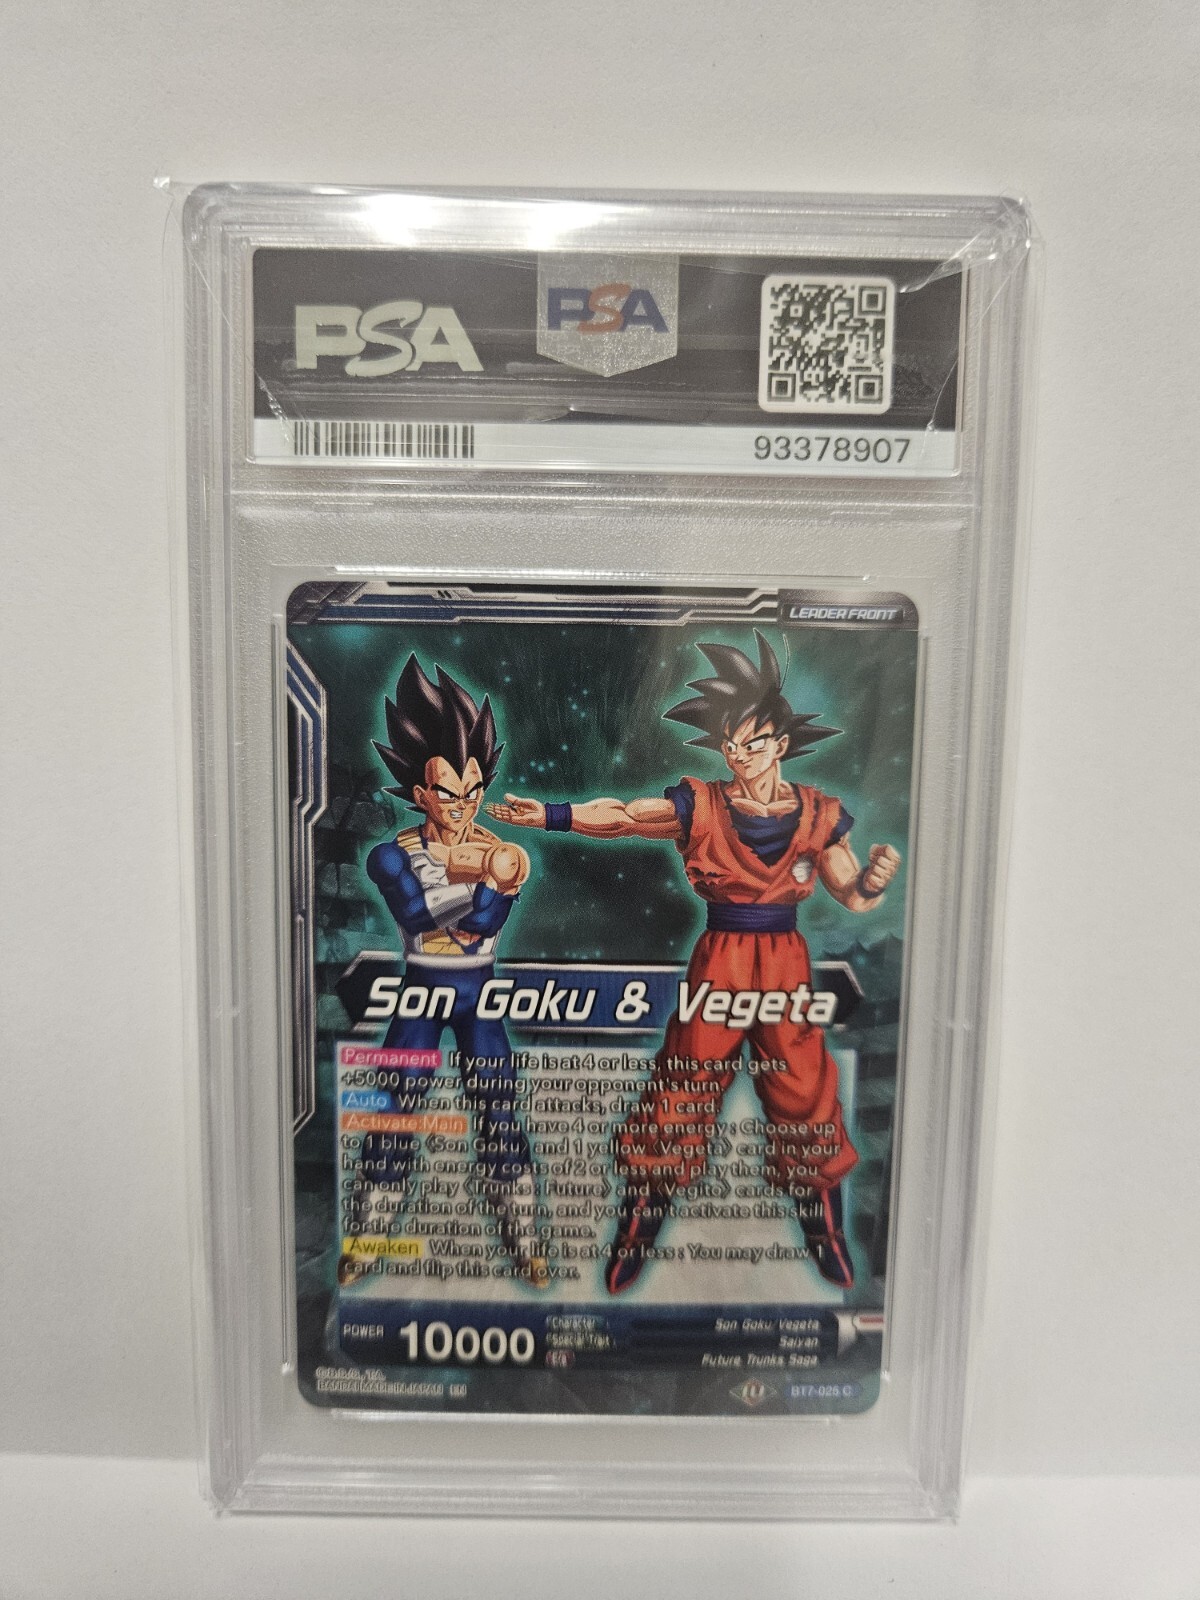 PSA
PSA
93378907
LEADER FRONT
Son Goku & Vegeta
Permanent If your life is at 4 or less, this card gets
+5000 power during your opponent's turn.
Auto When this card attacks, draw 1 card.
Activate:Main If you have 4 or more energy : Choose up
to 1 blue 〈Son Goku〉 and 1 yellow 〈Vegeta〉 card in your
hand with energy costs of 2 or less and play them, you
can only play 〈Trunks : Future〉 and 〈Vegito〉 cards for
the duration of the turn, and you can't activate this skill
for the duration of the game.
Awaken When your life is at 4 or less : You may draw 1
card and flip this card over.
POWER 10000
Character Son Goku/Vegeta
Special Trait Saiyan
Era Future Trunks Saga
BANDAI MADE IN JAPAN EN
BT7-025 C